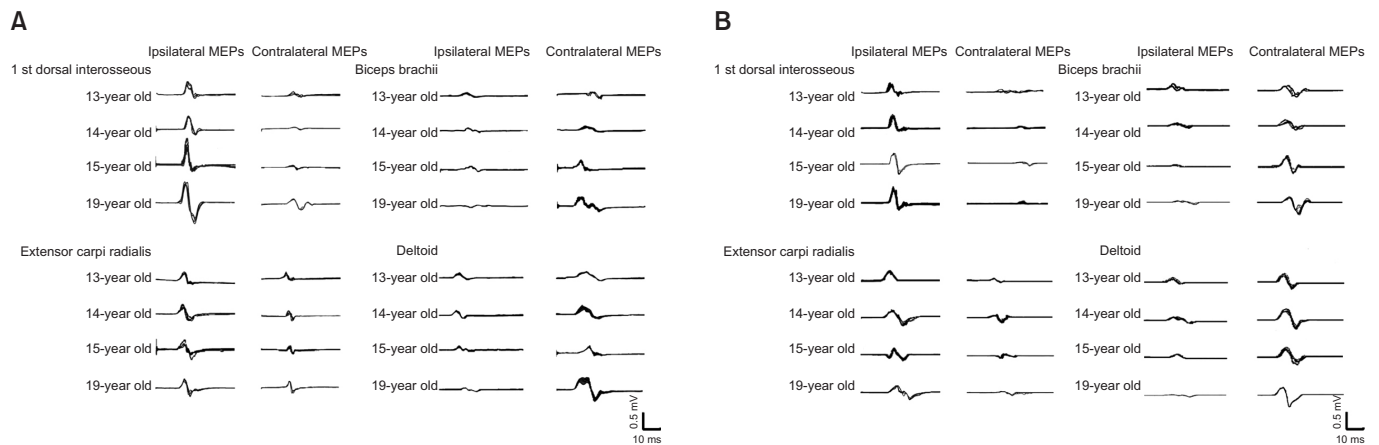 A
Ipsilateral MEPs Contralateral MEPs Ipsilateral MEPs Contralateral MEPs
1 st dorsal interosseous Biceps brachii
13-year old 13-year old
14-year old 14-year old
15-year old 15-year old
19-year old 19-year old
Extensor carpi radialis Deltoid
13-year old 13-year old
14-year old 14-year old
15-year old 15-year old
19-year old 19-year old
0.5 mV
10 ms
B
Ipsilateral MEPs Contralateral MEPs Ipsilateral MEPs Contralateral MEPs
1 st dorsal interosseous Biceps brachii
13-year old 13-year old
14-year old 14-year old
15-year old 15-year old
19-year old 19-year old
Extensor carpi radialis Deltoid
13-year old 13-year old
14-year old 14-year old
15-year old 15-year old
19-year old 19-year old
0.5 mV
10 ms